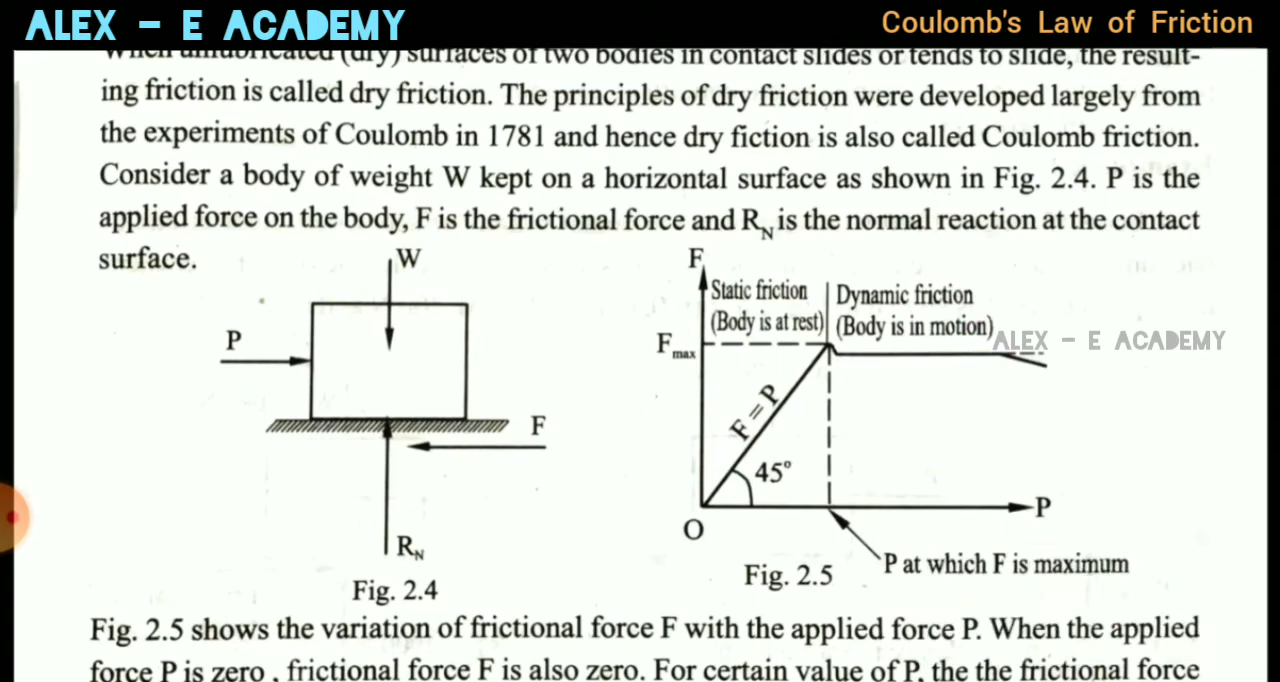 ALEX - E ACADEMY
Coulomb's Law of Friction
When unlubricated (dry) surfaces of two bodies in contact slides or tends to slide, the result-
ing friction is called dry friction. The principles of dry friction were developed largely from
the experiments of Coulomb in 1781 and hence dry fiction is also called Coulomb friction.
Consider a body of weight W kept on a horizontal surface as shown in Fig. 2.4. P is the
applied force on the body, F is the frictional force and R_N is the normal reaction at the contact
surface.
W
P
F
R_N
Fig. 2.4
F
Static friction
(Body is at rest)
Dynamic friction
(Body is in motion)
ALEX - E ACADEMY
F_max
F = P
45°
P
O
P at which F is maximum
Fig. 2.5
Fig. 2.5 shows the variation of frictional force F with the applied force P. When the applied
force P is zero , frictional force F is also zero. For certain value of P, the the frictional force